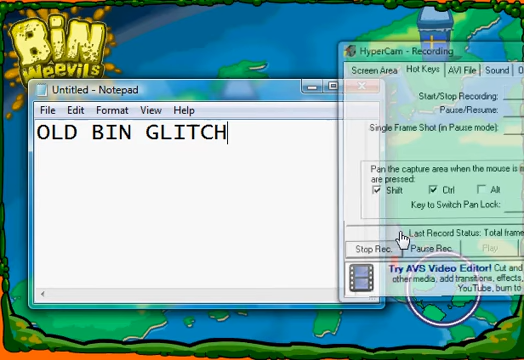 BiN
Weevils
Untitled - Notepad
File Edit Format View Help
OLD BIN GLITCH
HyperCam - Recording
Screen Area Hot Keys AVI File Sound
Start/Stop Recording:
Pause/Resume:
Single Frame Shot (in Pause mode):
Pan the capture area when the mouse is
are pressed:
Shift Ctrl Alt
Key to Switch Pan Lock:
Last Record Status: Total frame
Stop Rec. Pause Rec. Play
Try AVS Video Editor! Cut and
other media, add transitions, effects,
YouTube, burn to